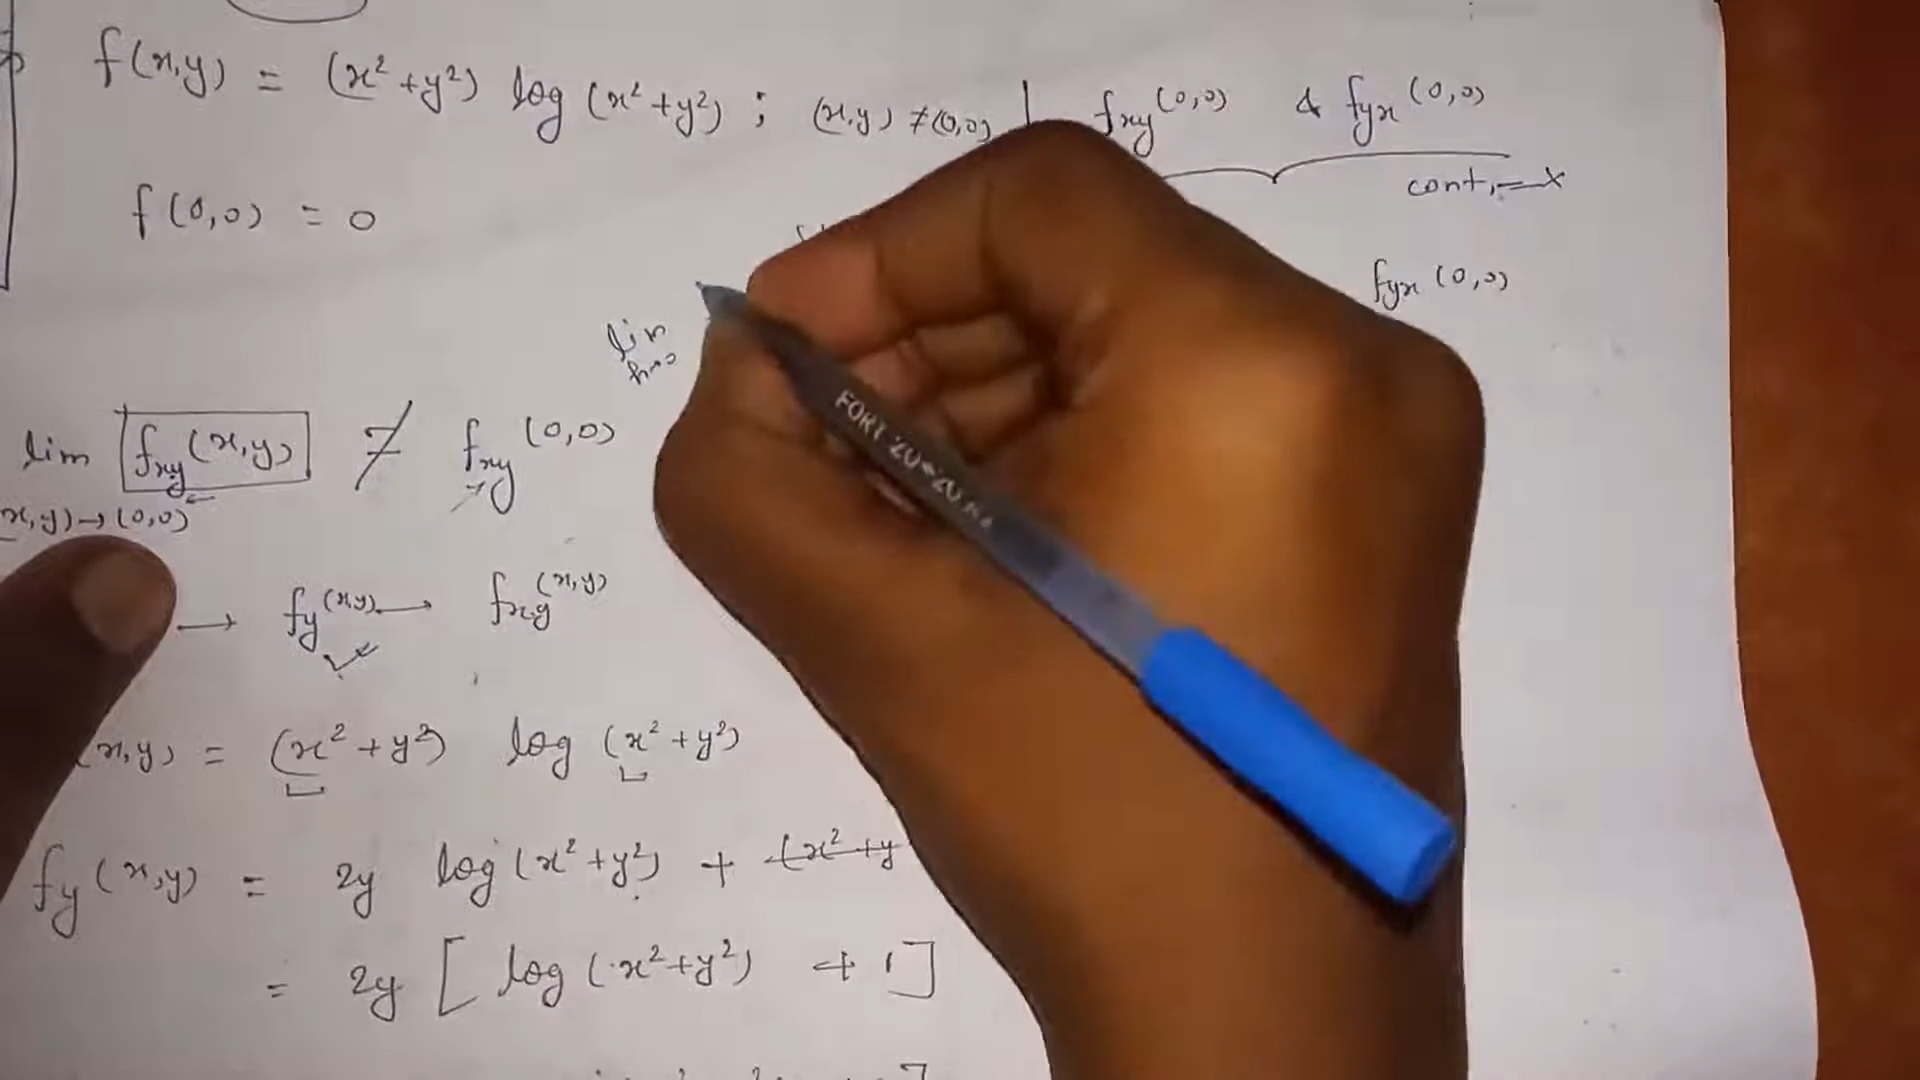 f(x,y) = (x²+y²) log (x²+y²) ; (x,y) ≠ (0,0) | fxy(0,0) & fyx(0,0)
cont.
f(0,0) = 0
fyx (0,0)
lim
h→0
lim fxy(x,y) ≠ fxy(0,0)
x,y)→(0,0)
→ fy(x,y) → fxy(x,y)
(x,y) = (x²+y²) log (x²+y²)
fy(x,y) = 2y log(x²+y²) + (x²+y
= 2y [ log (x²+y²) + 1 ]